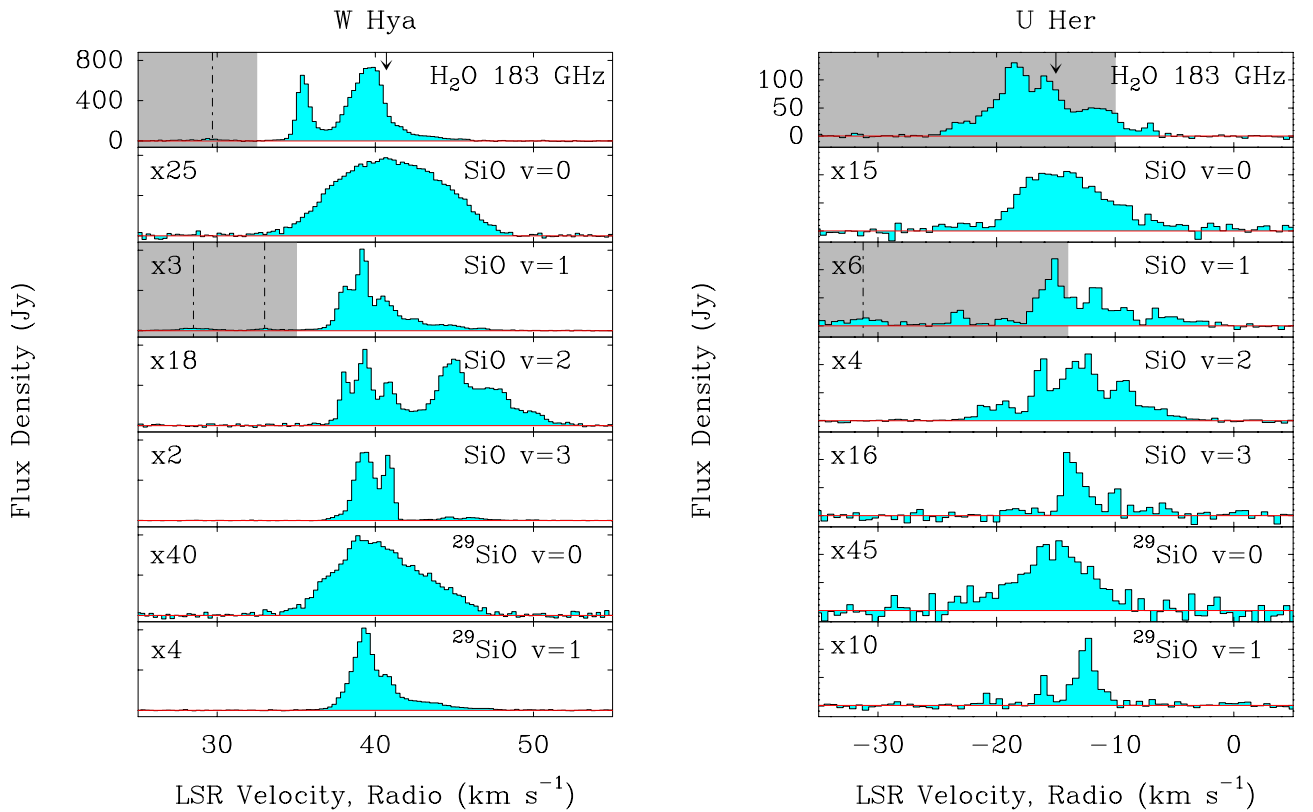 W Hya
800
400
0
H₂O 183 GHz
x25
SiO v=0
x3
SiO v=1
x18
SiO v=2
x2
SiO v=3
x40
²⁹SiO v=0
x4
²⁹SiO v=1
30
40
50
LSR Velocity, Radio (km s⁻¹)
Flux Density (Jy)
U Her
100
50
0
H₂O 183 GHz
x15
SiO v=0
x6
SiO v=1
x4
SiO v=2
x16
SiO v=3
x45
²⁹SiO v=0
x10
²⁹SiO v=1
−30
−20
−10
0
LSR Velocity, Radio (km s⁻¹)
Flux Density (Jy)